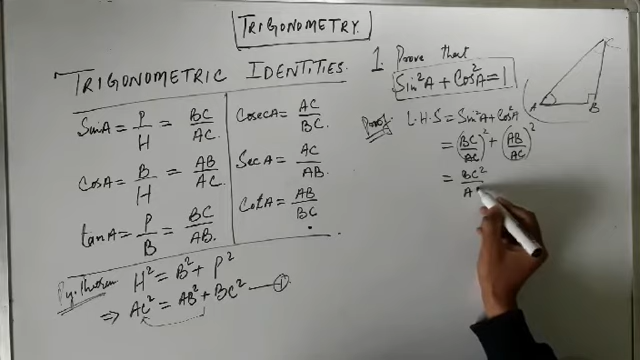 TRIGONOMETRY.
TRIGONOMETRIC IDENTITIES.
SinA = P/H = BC/AC.
CosA = B/H = AB/AC.
tanA = P/B = BC/AB.
CosecA = AC/BC.
SecA = AC/AB.
CotA = AB/BC
Py. Thorem H² = B² + P²
⇒ AC² = AB² + BC² — ①
1. Prove that
Sin²A + Cos²A = 1
A B
Proof L.H.S = Sin²A + Cos²A
= (BC/AC)² + (AB/AC)²
= BC²/A